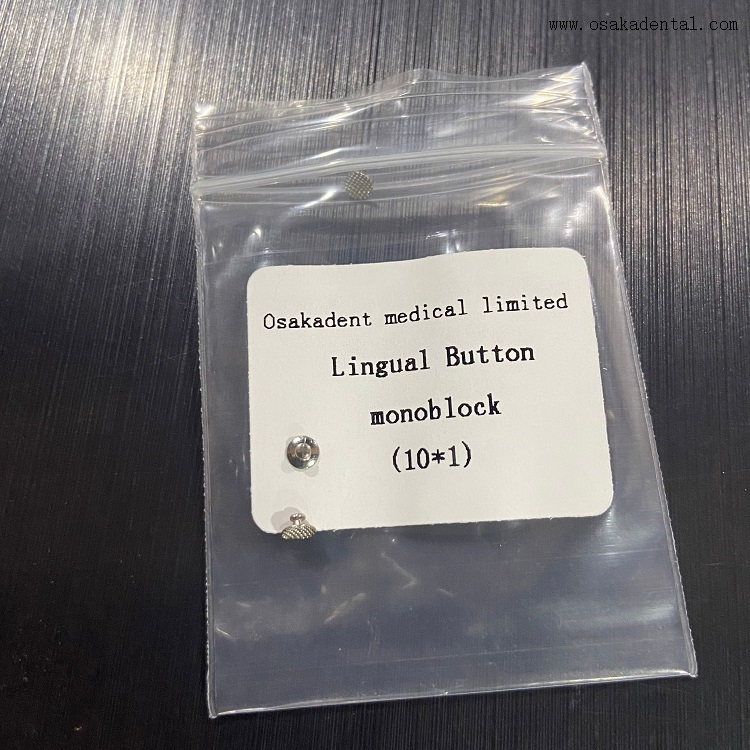 www.osakadental.com
Osakadent medical limited
Lingual Button
monoblock
(10*1)